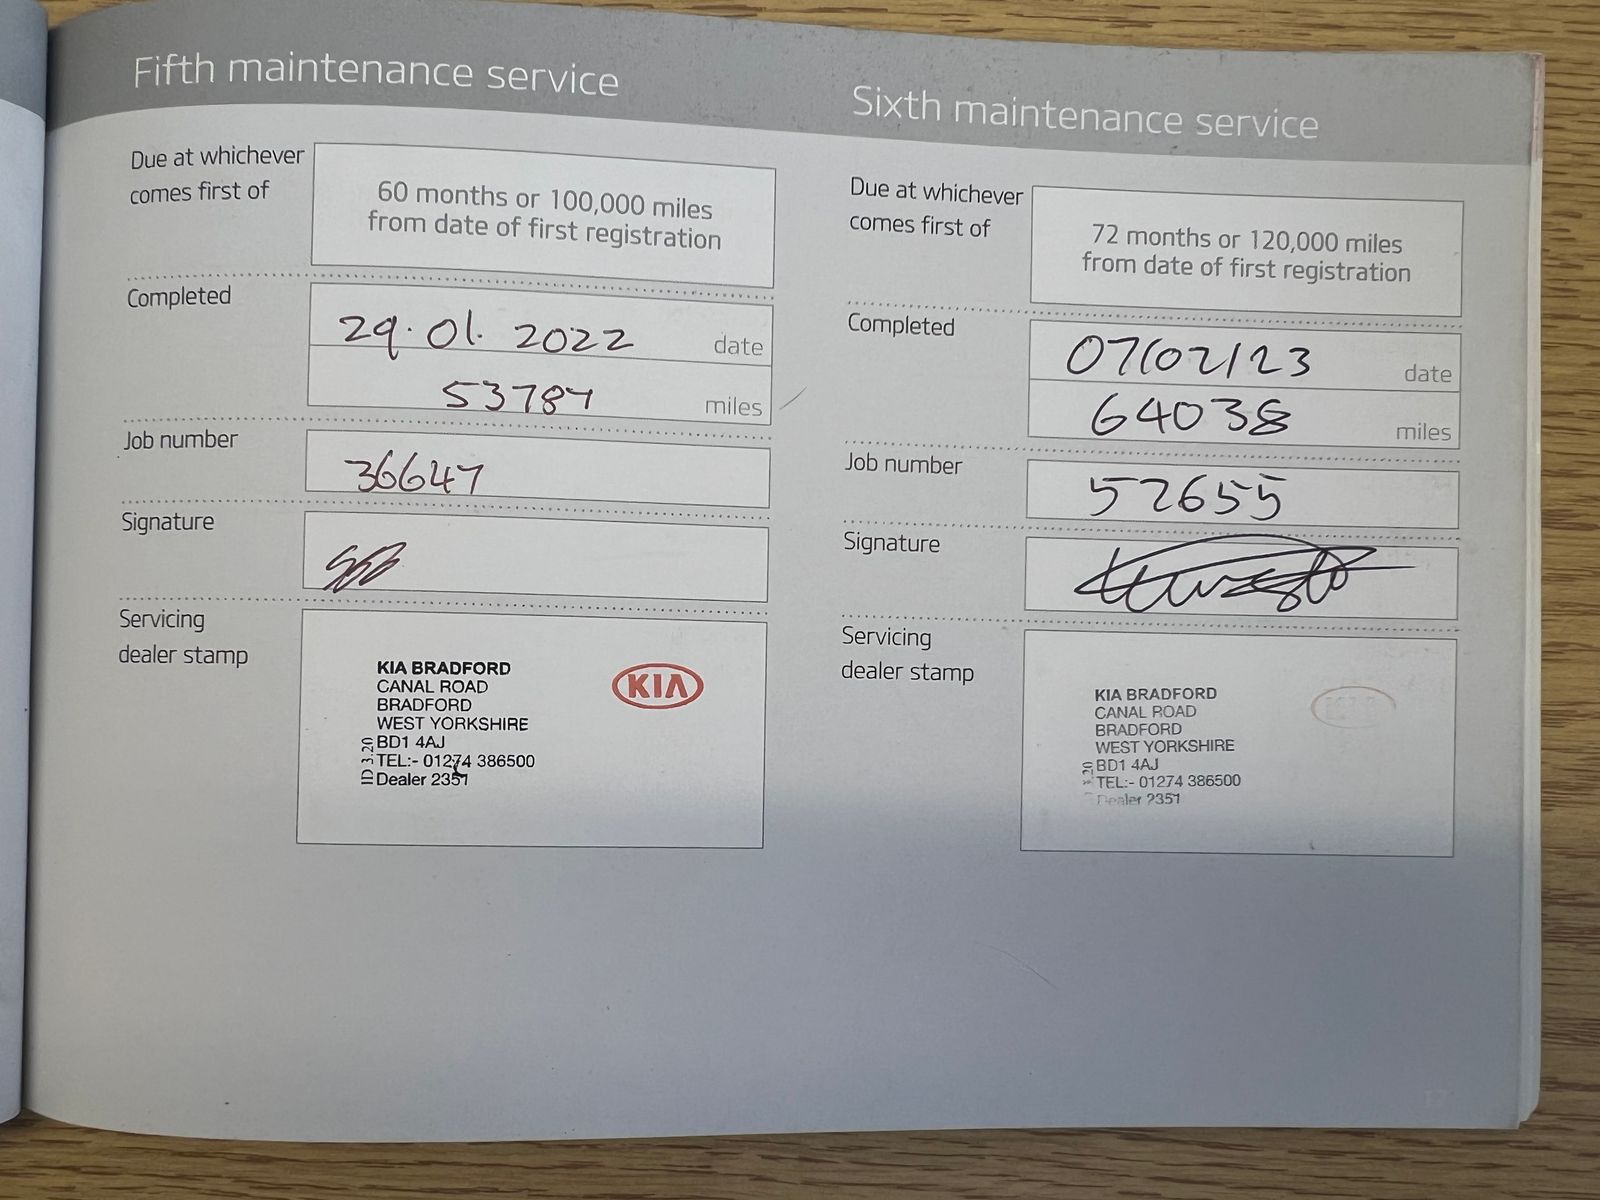 Fifth maintenance service
Due at whichever
comes first of
60 months or 100,000 miles
from date of first registration
Completed
29.01.2022 date
53787 miles
Job number
36647
Signature
Servicing
dealer stamp
KIA BRADFORD
CANAL ROAD
BRADFORD
WEST YORKSHIRE
BD1 4AJ
TEL:- 01274 386500
Dealer 2351
ID 3.20
KIA
Sixth maintenance service
Due at whichever
comes first of
72 months or 120,000 miles
from date of first registration
Completed
07/02/23 date
64038 miles
Job number
52655
Signature
Servicing
dealer stamp
KIA BRADFORD
CANAL ROAD
BRADFORD
WEST YORKSHIRE
BD1 4AJ
TEL:- 01274 386500
Dealer 2351
17